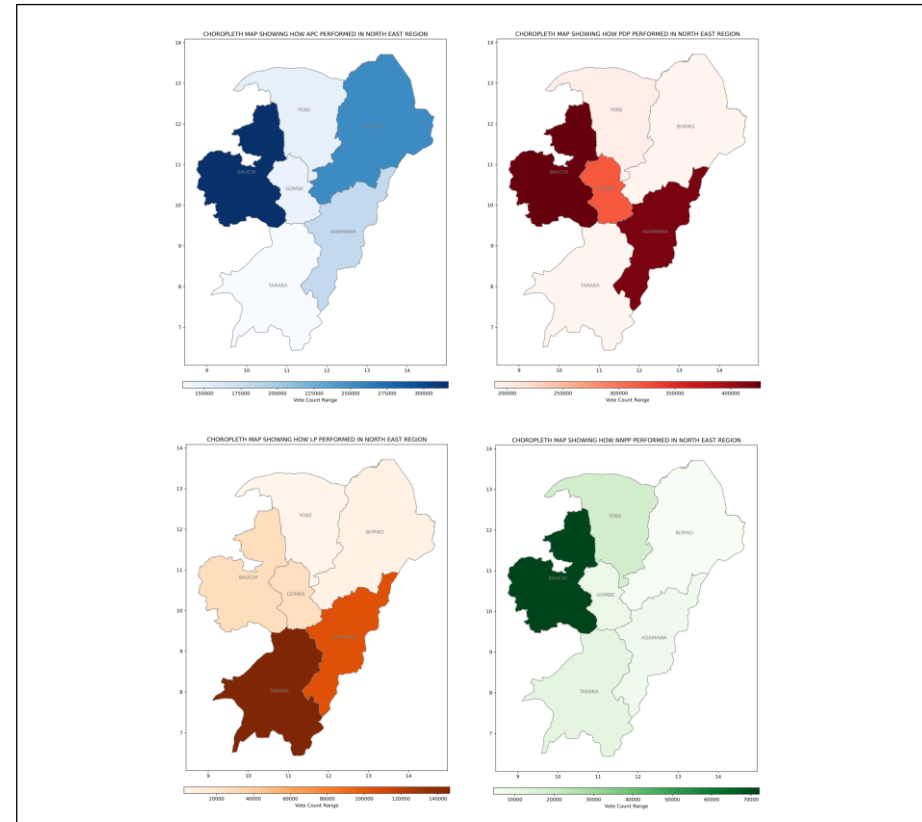 CHOROPLETH MAP SHOWING HOW APC PERFORMED IN NORTH EAST REGION
14
13
12
11
10
9
8
7
YOBE
BAUCHI
GOMBE
ADAMAWA
TARABA
9 10 11 12 13 14
150000 175000 200000 225000 250000 275000 300000
Vote Count Range
CHOROPLETH MAP SHOWING HOW PDP PERFORMED IN NORTH EAST REGION
14
13
12
11
10
9
8
7
YOBE
BORNO
BAUCHI
ADAMAWA
TARABA
9 10 11 12 13 14
200000 250000 300000 350000 400000
Vote Count Range
CHOROPLETH MAP SHOWING HOW LP PERFORMED IN NORTH EAST REGION
14
13
12
11
10
9
8
7
YOBE
BORNO
BAUCHI
GOMBE
ADAMAWA
TARABA
9 10 11 12 13 14
20000 40000 60000 80000 100000 120000 140000
Vote Count Range
CHOROPLETH MAP SHOWING HOW NNPF PERFORMED IN NORTH EAST REGION
14
13
12
11
10
9
8
7
YOBE
BORNO
BAUCHI
GOMBE
ADAMAWA
TARABA
9 10 11 12 13 14
10000 20000 30000 40000 50000 60000 70000
Vote Count Range